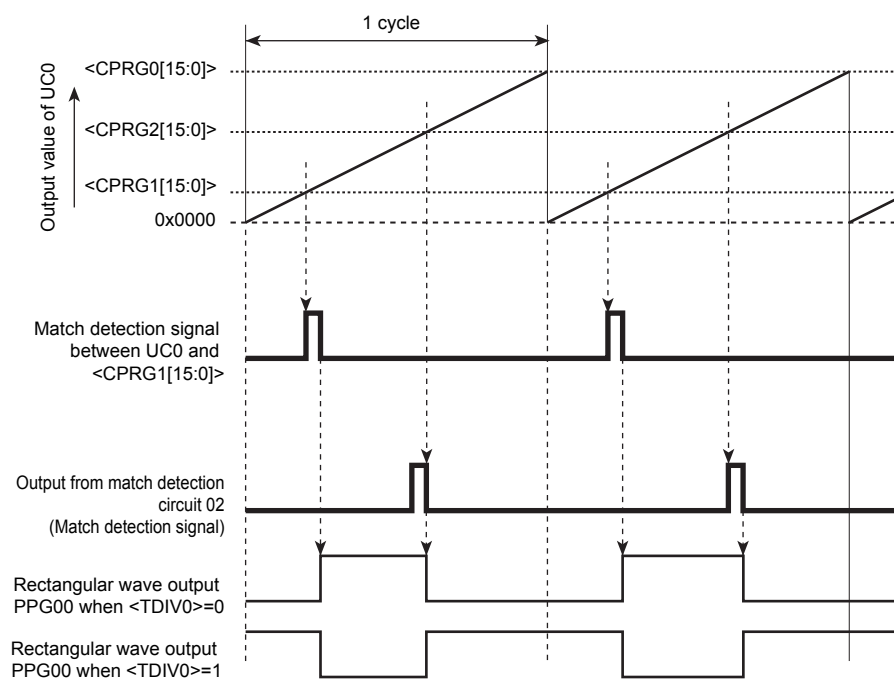 1 cycle
<CPRG0[15:0]>
<CPRG2[15:0]>
<CPRG1[15:0]>
0x0000
Output value of UC0
Match detection signal
between UC0 and
<CPRG1[15:0]>
Output from match detection
circuit 02
(Match detection signal)
Rectangular wave output
PPG00 when <TDIV0>=0
Rectangular wave output
PPG00 when <TDIV0>=1